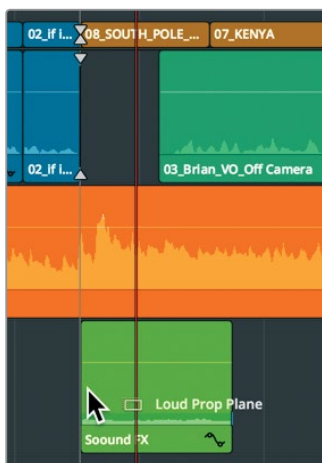 02_if i... 08_SOUTH_POLE_... 07_KENYA
02_if i... 03_Brian_VO_Off Camera
Loud Prop Plane
Soound FX